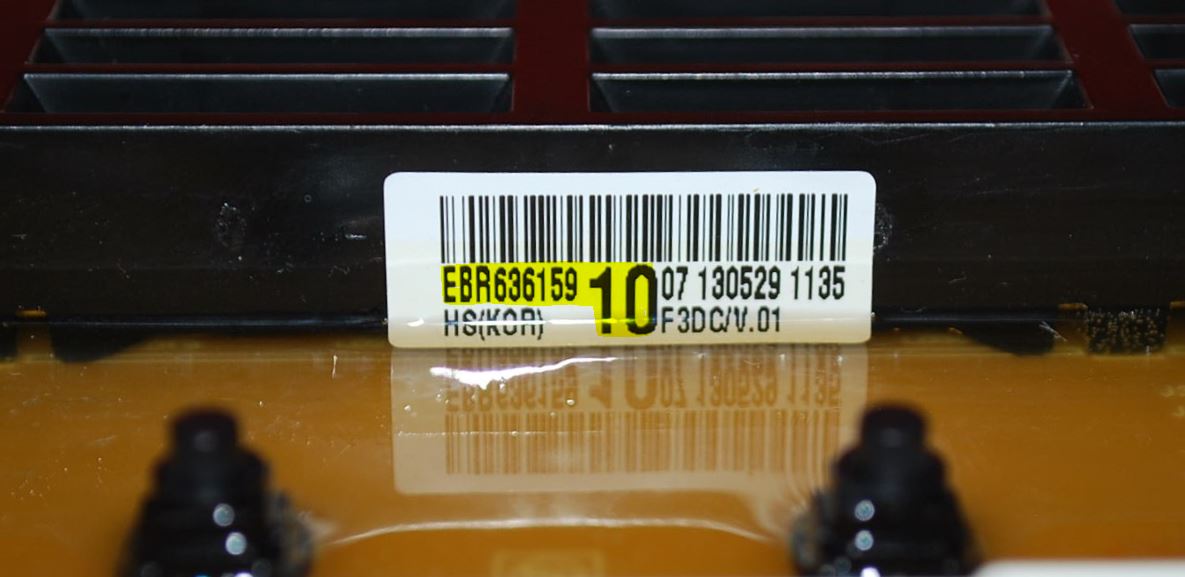 EBR636159 10 07 130529 1135
HS(KOR) F3DC/V.01